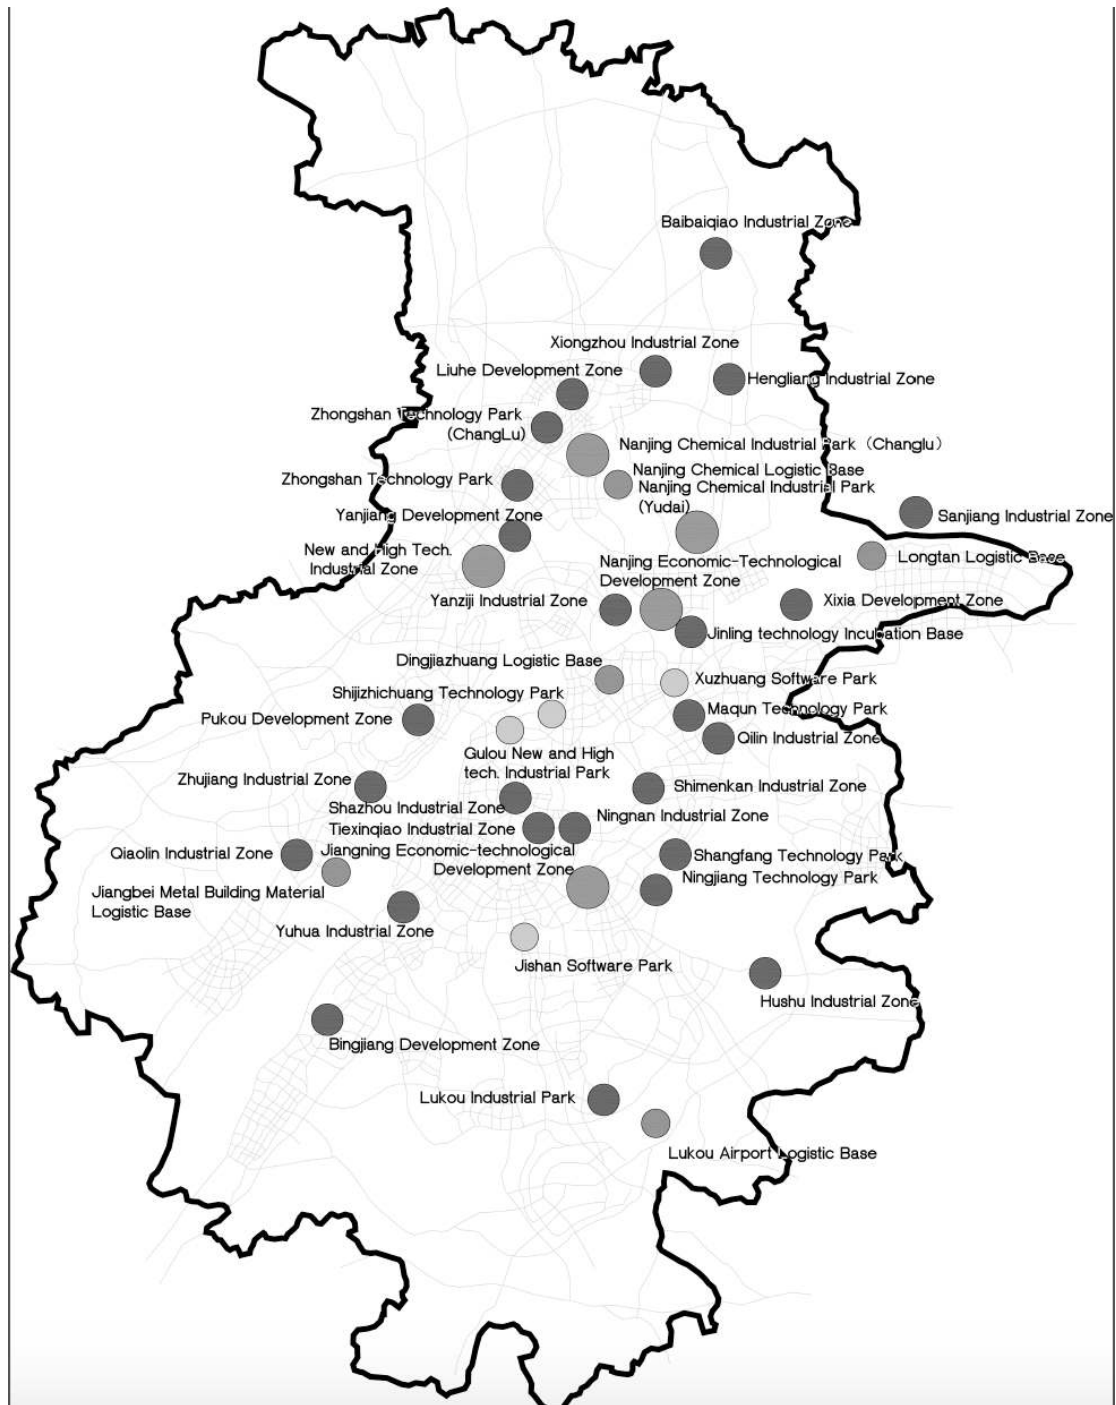 Baibaiqiao Industrial Zone
Xiongzhou Industrial Zone
Liuhe Development Zone
Hengliang Industrial Zone
Zhongshan Technology Park
(ChangLu)
Nanjing Chemical Industrial Park（Changlu）
Nanjing Chemical Logistic Base
Zhongshan Technology Park
Nanjing Chemical Industrial Park
(Yudai)
Yanjiang Development Zone
Sanjiang Industrial Zone
New and High Tech.
Industrial Zone
Nanjing Economic-Technological
Development Zone
Longtan Logistic Base
Yanziji Industrial Zone
Xixia Development Zone
Jinling technology Incubation Base
Dingjiazhuang Logistic Base
Xuzhuang Software Park
Shijizhichuang Technology Park
Maqun Technology Park
Pukou Development Zone
Qilin Industrial Zone
Gulou New and High
tech. Industrial Park
Zhujiang Industrial Zone
Shimenkan Industrial Zone
Shazhou Industrial Zone
Ningnan Industrial Zone
Tiexinqiao Industrial Zone
Qiaolin Industrial Zone
Jiangning Economic-technological
Development Zone
Shangfang Technology Park
Ningjiang Technology Park
Jiangbei Metal Building Material
Logistic Base
Yuhua Industrial Zone
Jishan Software Park
Hushu Industrial Zone
Bingjiang Development Zone
Lukou Industrial Park
Lukou Airport Logistic Base